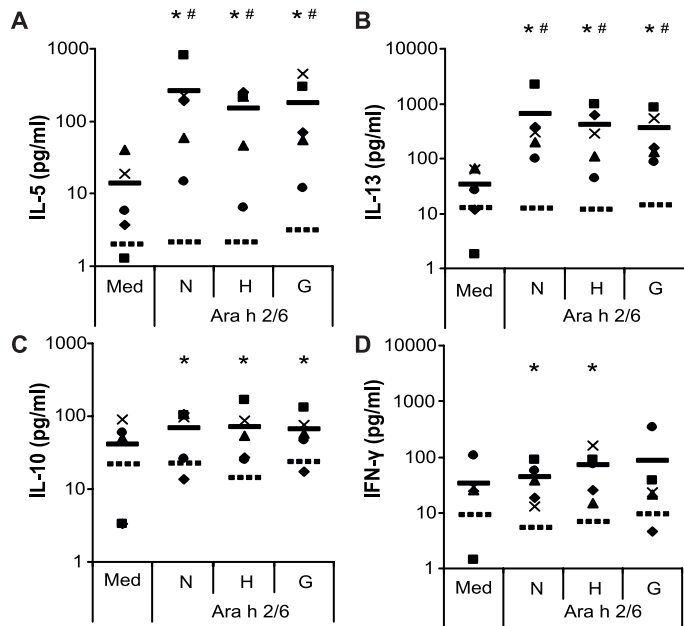 A
* # * # * #
1000
100
10
1
IL-5 (pg/ml)
Med N H G
Ara h 2/6
B
* # * # * #
10000
1000
100
10
1
IL-13 (pg/ml)
Med N H G
Ara h 2/6
C
* * *
1000
100
10
1
IL-10 (pg/ml)
Med N H G
Ara h 2/6
D
* *
10000
1000
100
10
1
IFN-γ (pg/ml)
Med N H G
Ara h 2/6